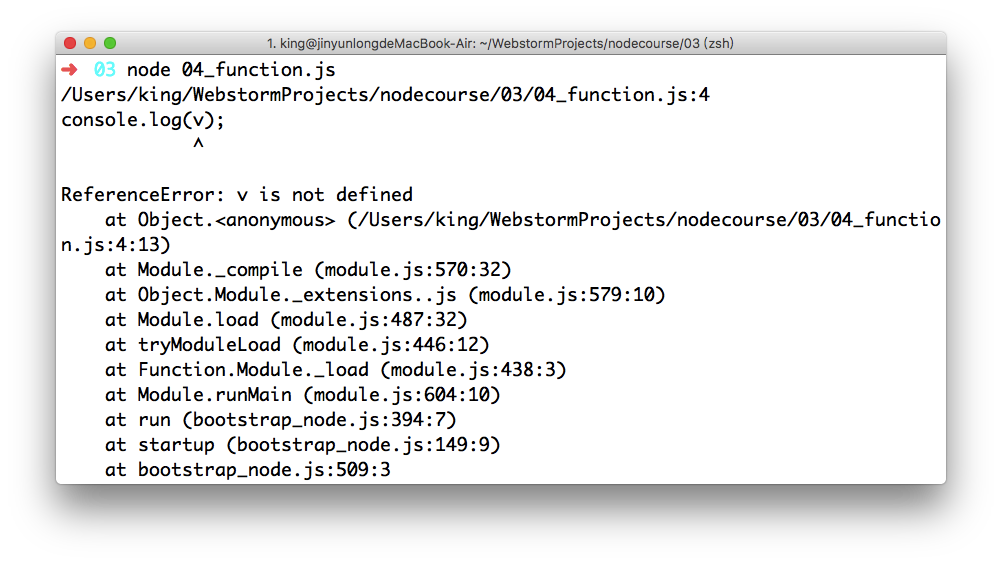 1. king@jinyunlongdeMacBook-Air: ~/WebstormProjects/nodecourse/03 (zsh)
➜  03 node 04_function.js
/Users/king/WebstormProjects/nodecourse/03/04_function.js:4
console.log(v);
            ^
ReferenceError: v is not defined
    at Object.<anonymous> (/Users/king/WebstormProjects/nodecourse/03/04_functio
n.js:4:13)
    at Module._compile (module.js:570:32)
    at Object.Module._extensions..js (module.js:579:10)
    at Module.load (module.js:487:32)
    at tryModuleLoad (module.js:446:12)
    at Function.Module._load (module.js:438:3)
    at Module.runMain (module.js:604:10)
    at run (bootstrap_node.js:394:7)
    at startup (bootstrap_node.js:149:9)
    at bootstrap_node.js:509:3